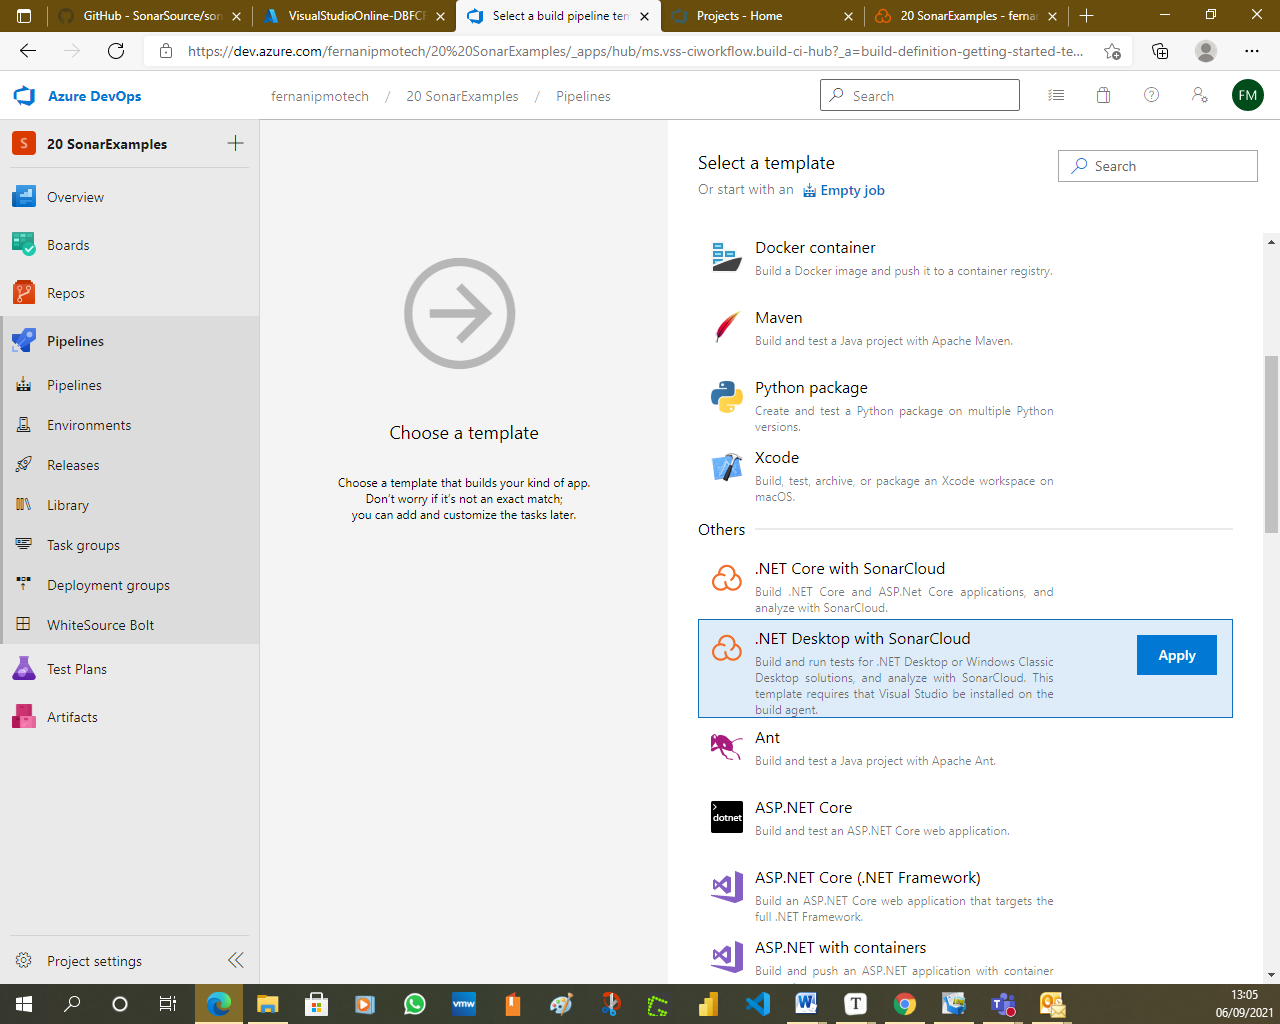 GitHub - SonarSource/son
VisualStudioOnline-DBFCF
Select a build pipeline tem
Projects - Home
20 SonarExamples - fernan
https://dev.azure.com/fernanipmotech/20%20SonarExamples/_apps/hub/ms.vss-ciworkflow.build-ci-hub?_a=build-definition-getting-started-te...
Azure DevOps
fernanipmotech / 20 SonarExamples / Pipelines
Search
FM
S
20 SonarExamples
Overview
Boards
Repos
Pipelines
Pipelines
Environments
Releases
Library
Task groups
Deployment groups
WhiteSource Bolt
Test Plans
Artifacts
Project settings
Choose a template
Choose a template that builds your kind of app.
Don't worry if it's not an exact match;
you can add and customize the tasks later.
Select a template
Or start with an Empty job
Search
Docker container
Build a Docker image and push it to a container registry.
Maven
Build and test a Java project with Apache Maven.
Python package
Create and test a Python package on multiple Python
versions.
Xcode
Build, test, archive, or package an Xcode workspace on
macOS.
Others
.NET Core with SonarCloud
Build .NET Core and ASP.Net Core applications, and
analyze with SonarCloud.
.NET Desktop with SonarCloud
Build and run tests for .NET Desktop or Windows Classic
Desktop solutions, and analyze with SonarCloud. This
template requires that Visual Studio be installed on the
build agent.
Apply
Ant
Build and test a Java project with Apache Ant.
dotnet
ASP.NET Core
Build and test an ASP.NET Core web application.
ASP.NET Core (.NET Framework)
Build an ASP.NET Core web application that targets the
full .NET Framework.
ASP.NET with containers
Build and push an ASP.NET application with container
vmw
13:05
06/09/2021